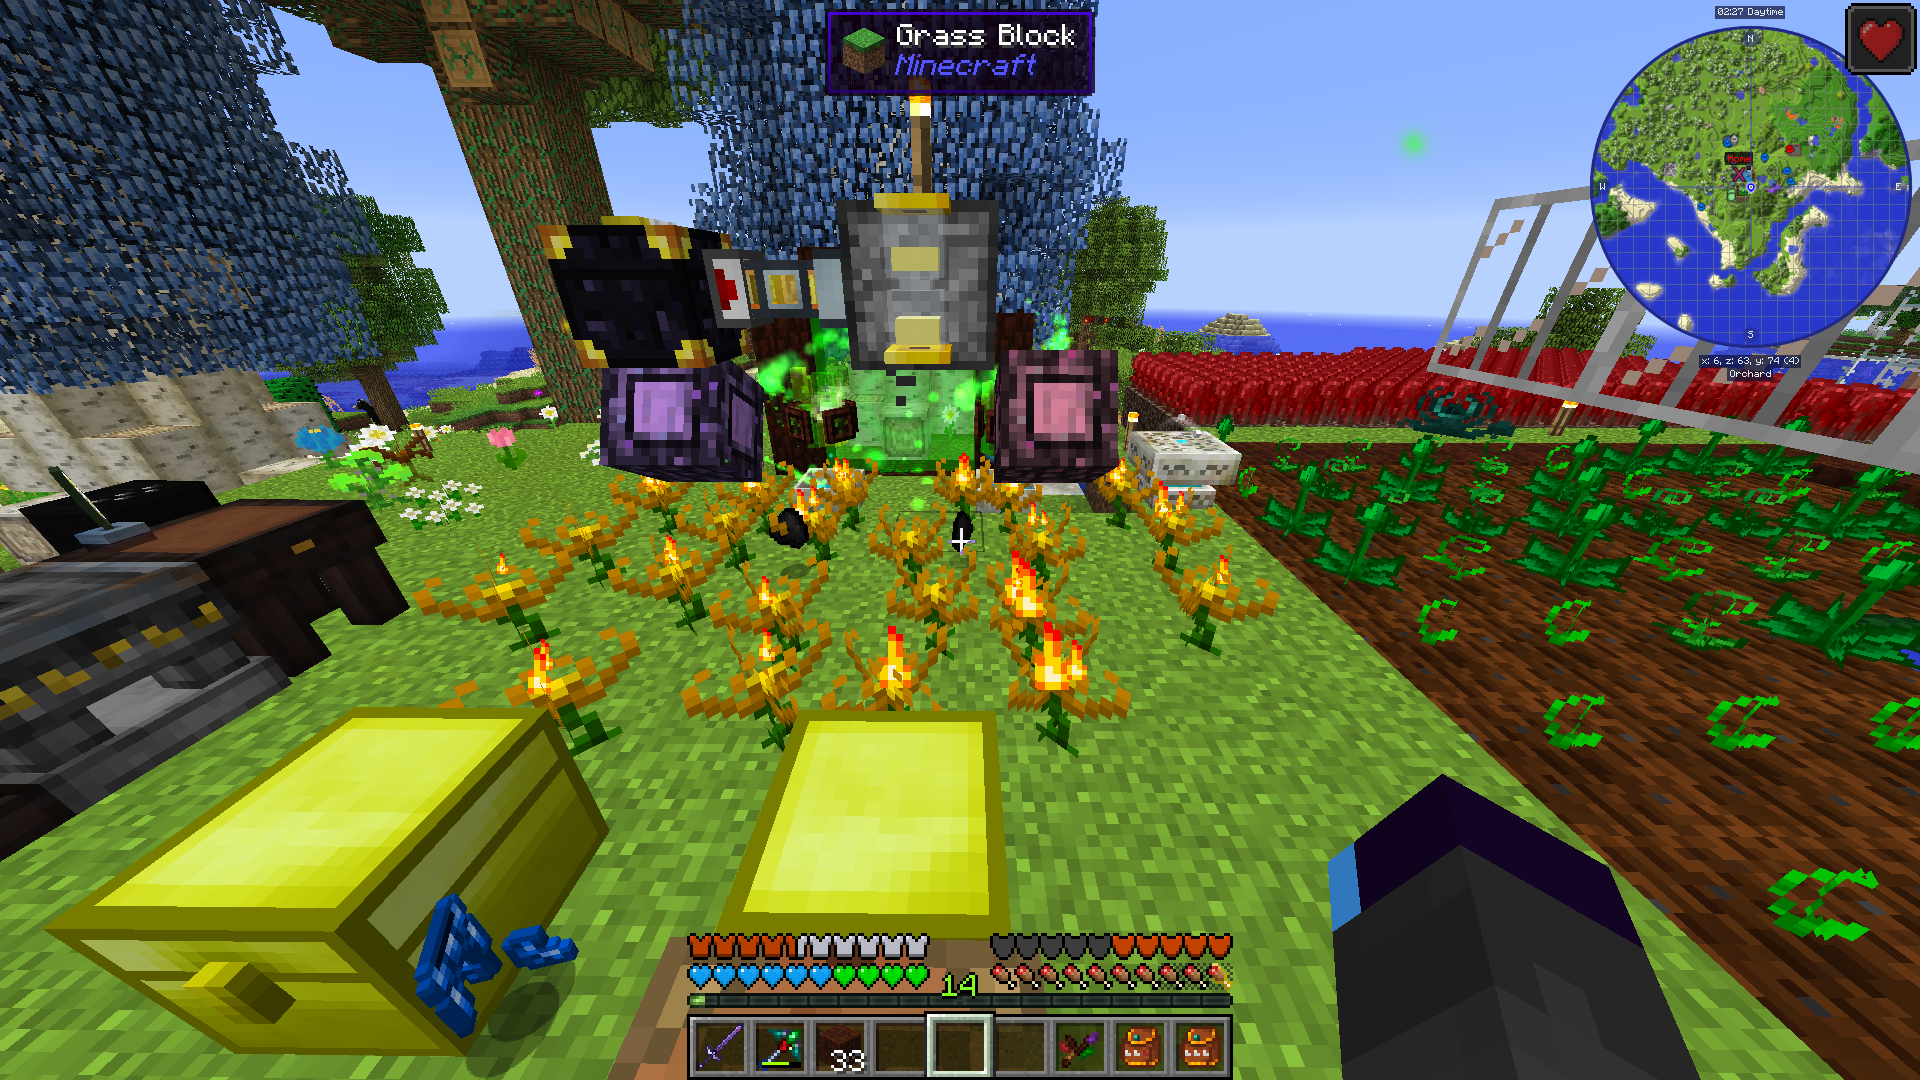 Grass Block
Minecraft
02:27 Daytime
N
Home
W
E
S
x: 6, z: 63, y: 74 (4)
Orchard
14
33